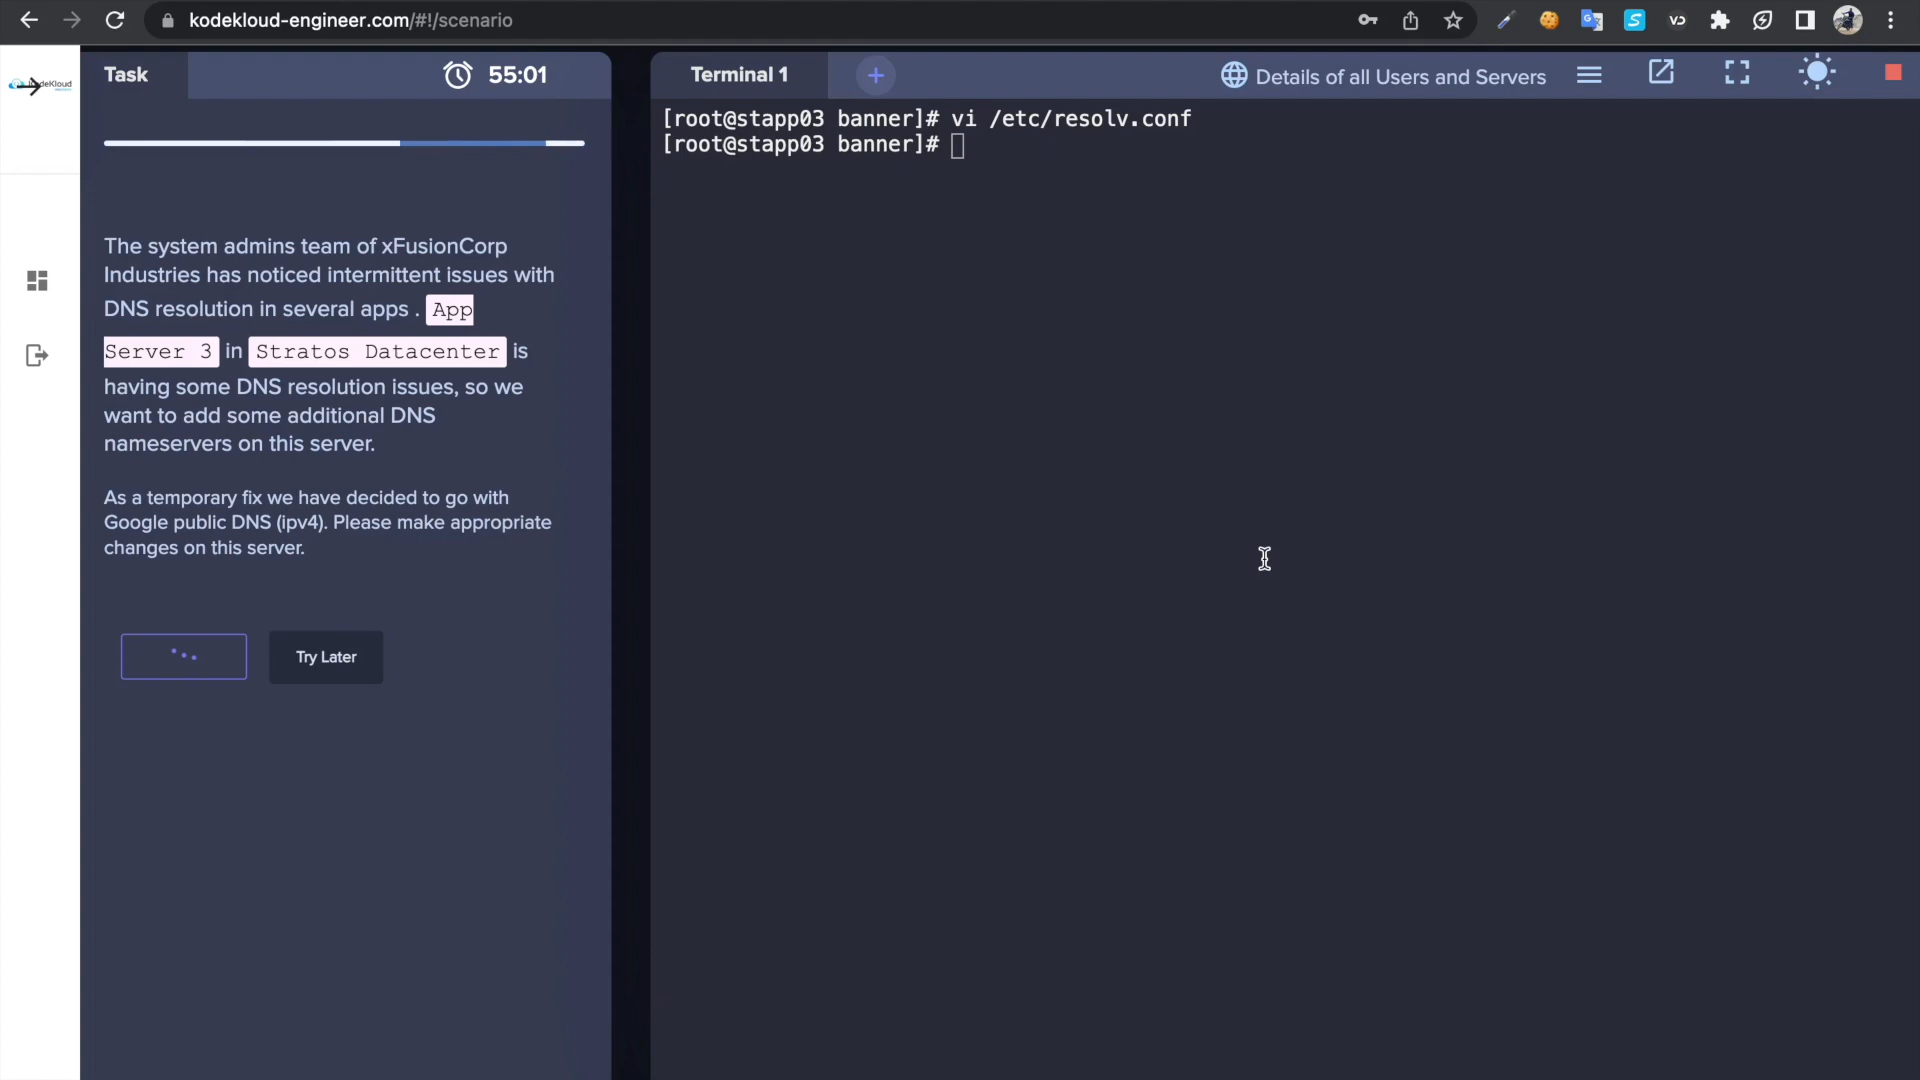 kodekloud-engineer.com/#!/scenario
Task
55:01
Terminal 1
+
Details of all Users and Servers
[root@stapp03 banner]# vi /etc/resolv.conf
[root@stapp03 banner]#
The system admins team of xFusionCorp
Industries has noticed intermittent issues with
DNS resolution in several apps . App
Server 3 in Stratos Datacenter is
having some DNS resolution issues, so we
want to add some additional DNS
nameservers on this server.
As a temporary fix we have decided to go with
Google public DNS (ipv4). Please make appropriate
changes on this server.
Try Later